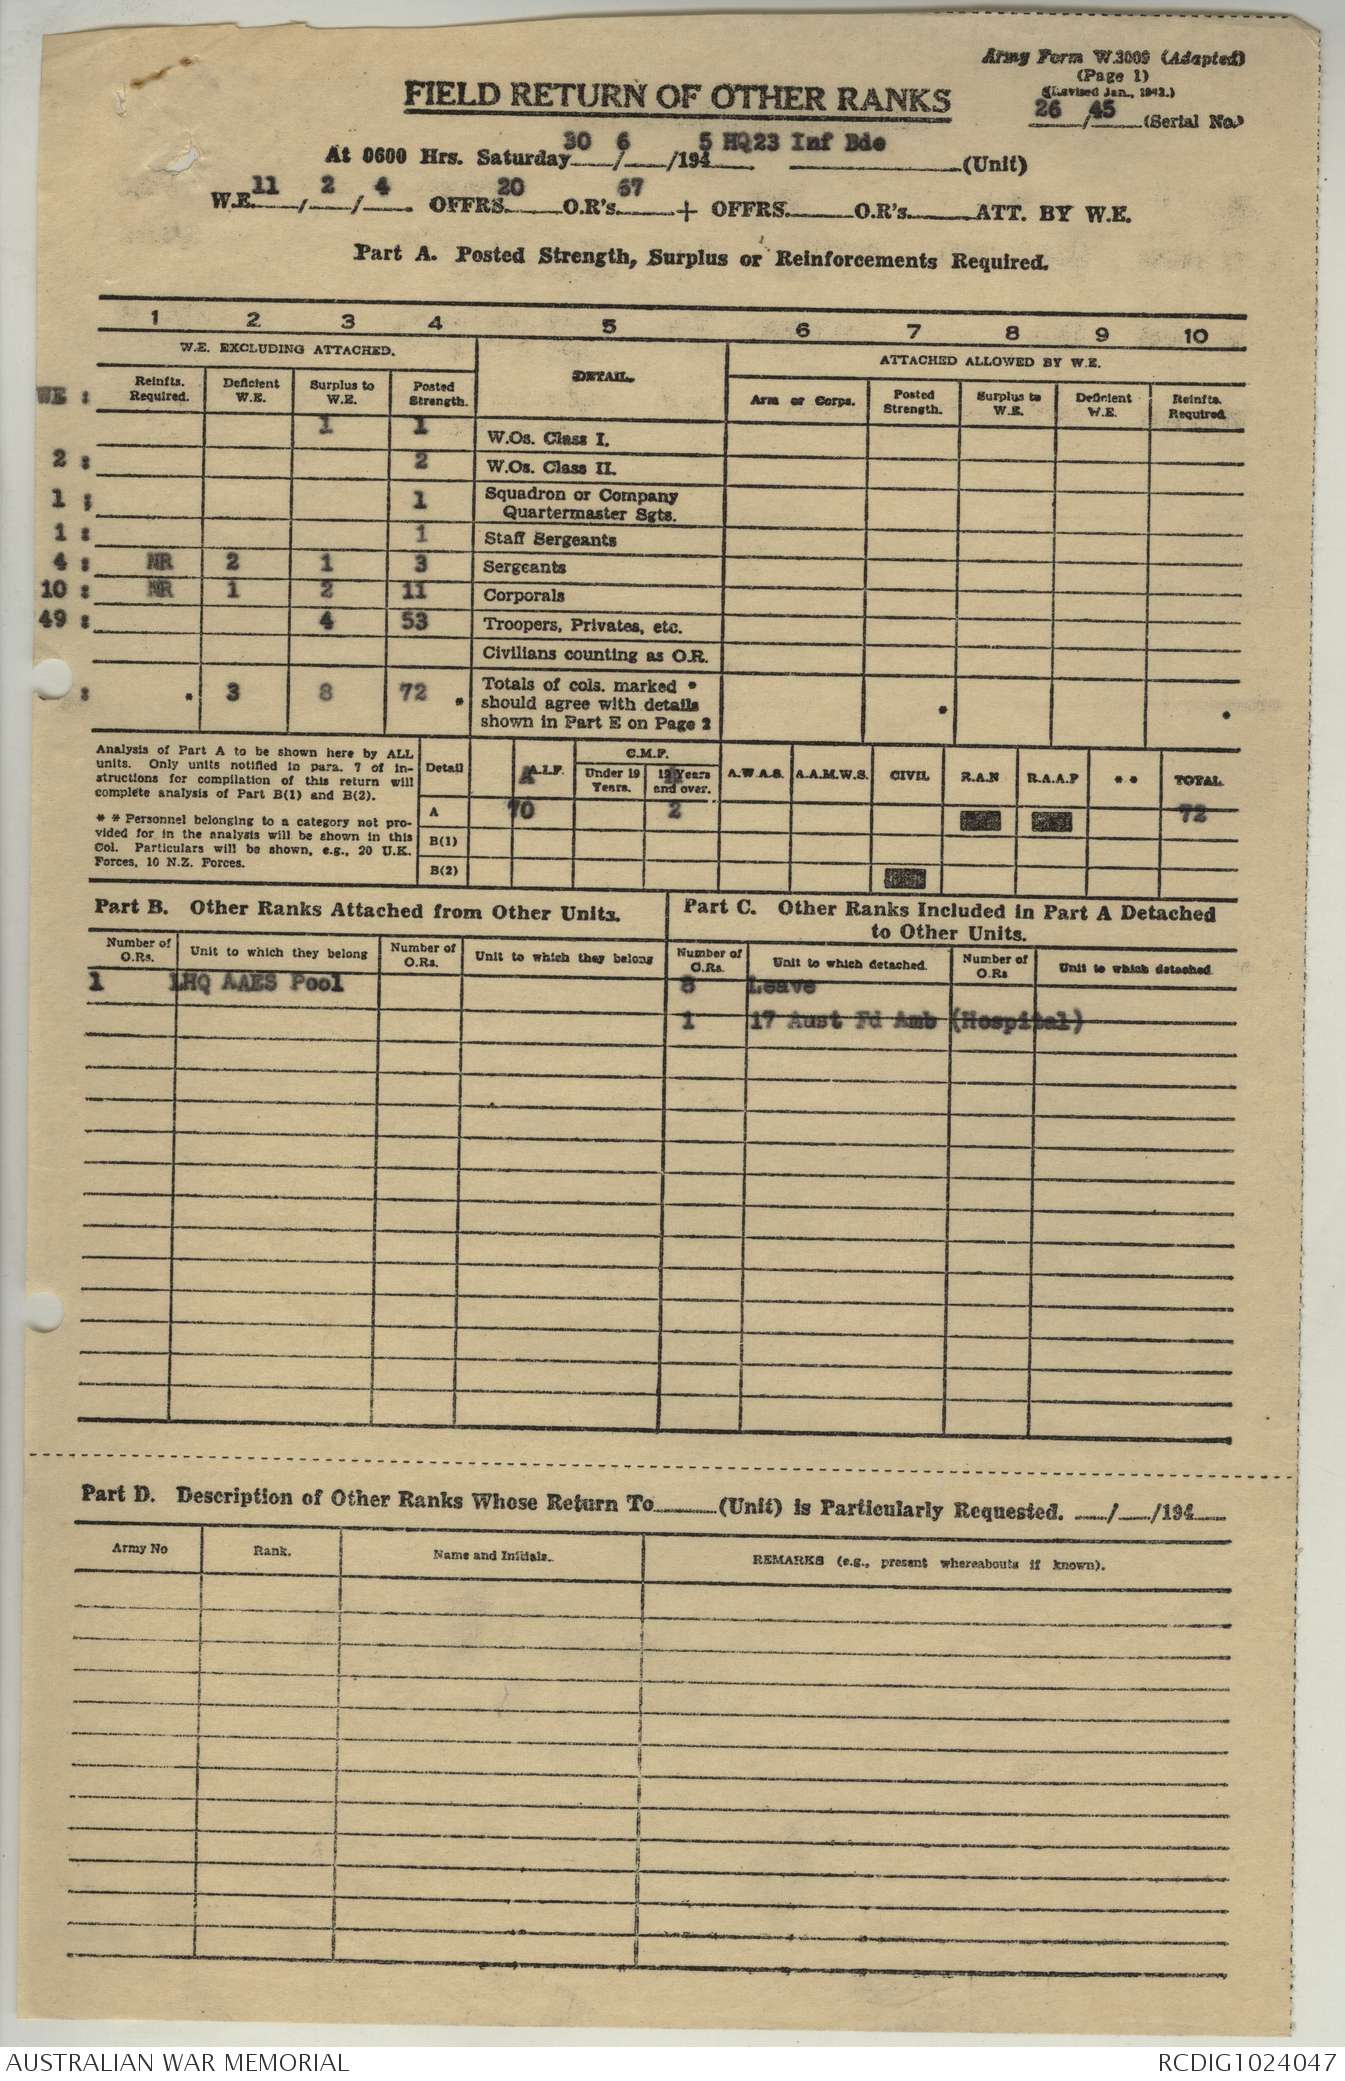 Army Form W.3009 (Adapted)
(Page 1)
(Revised Jan., 1943.)
26 / 45 (Serial No.)
FIELD RETURN OF OTHER RANKS
At 0600 Hrs. Saturday 30 / 6 /194 5 HQ23 Inf Bde (Unit)
W.E. 11 / 2 / 4 . OFFRS. 20 O.R's. 67 + OFFRS. O.R's. ATT. BY W.E.
Part A. Posted Strength, Surplus or Reinforcements Required.
1 2 3 4 5 6 7 8 9 10
W.E. EXCLUDING ATTACHED. DETAIL. ATTACHED ALLOWED BY W.E.
WE : Reinfts. Required. Deficient W.E. Surplus to W.E. Posted Strength. Arm or Corps. Posted Strength. Surplus to W.E. Deficient W.E. Reinfts. Required.
1 1 W.Os. Class I.
2 : 2 W.Os. Class II.
1 ; 1 Squadron or Company Quartermaster Sgts.
1 : 1 Staff Sergeants
4 : NR 2 1 3 Sergeants
10 : NR 1 2 11 Corporals
49 : 4 53 Troopers, Privates, etc.
Civilians counting as O.R.
: * 3 8 72 * Totals of cols. marked * should agree with details shown in Part E on Page 2 * *
Analysis of Part A to be shown here by ALL
units. Only units notified in para. 7 of in-
structions for compilation of this return will
complete analysis of Part B(1) and B(2).
* * Personnel belonging to a category not pro-
vided for in the analysis will be shown in this
Col. Particulars will be shown, e.g., 20 U.K.
Forces, 10 N.Z. Forces.
Detail A.I.F. C.M.F. Under 19 Years. 19 Years and over. A.W.A.S. A.A.M.W.S. CIVIL R.A.N R.A.A.F * * TOTAL
A 70 2 72
B(1)
B(2)
Part B. Other Ranks Attached from Other Units.
Number of O.Rs. Unit to which they belong Number of O.Rs. Unit to which they belong
1 LHQ AAES Pool
Part C. Other Ranks Included in Part A Detached
to Other Units.
Number of O.Rs. Unit to which detached. Number of O.Rs Unit to which detached
8 Leave
1 17 Aust Fd Amb (Hospital)
Part D. Description of Other Ranks Whose Return To (Unit) is Particularly Requested. / /194
Army No Rank. Name and Initials. REMARKS (e.g., present whereabouts if known).
AUSTRALIAN WAR MEMORIAL RCDIG1024047